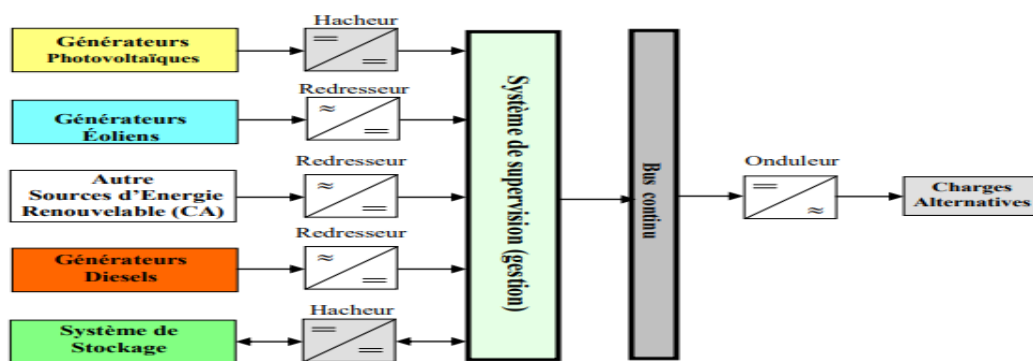 Hacheur
Générateurs
Photovoltaïques
Redresseur
Générateurs
Éoliens
Redresseur
Autre
Sources d'Energie
Renouvelable (CA)
Redresseur
Générateurs
Diesels
Hacheur
Système de
Stockage
Système de supervision (gestion)
Bus continu
Onduleur
Charges
Alternatives